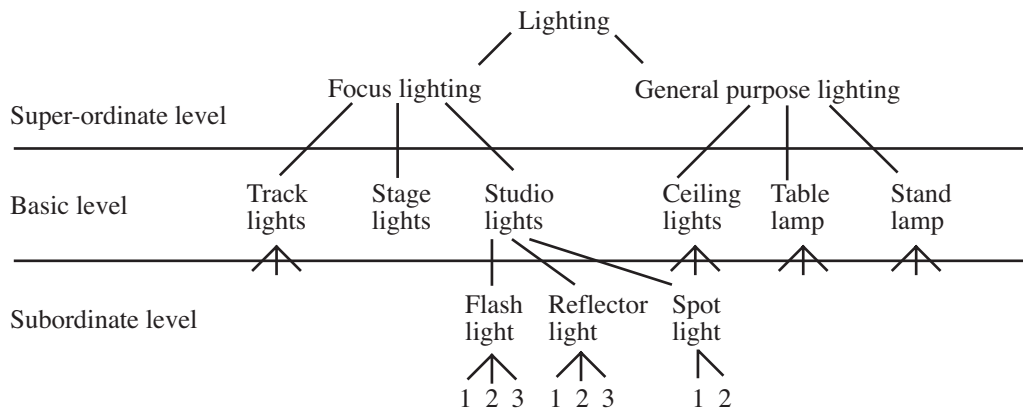 Lighting
Focus lighting
General purpose lighting
Super-ordinate level
Basic level
Track
lights
Stage
lights
Studio
lights
Ceiling
lights
Table
lamp
Stand
lamp
Subordinate level
Flash
light
Reflector
light
Spot
light
1 2 3
1 2 3
1 2